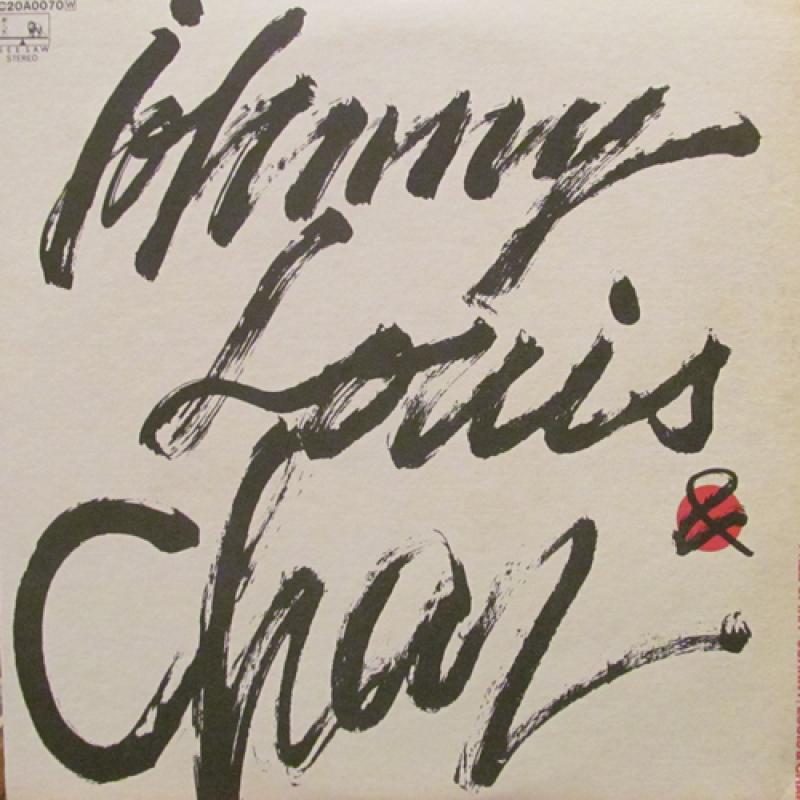 C20A0070 W
SEESAW
STEREO
Johnny
Louis
&
Char